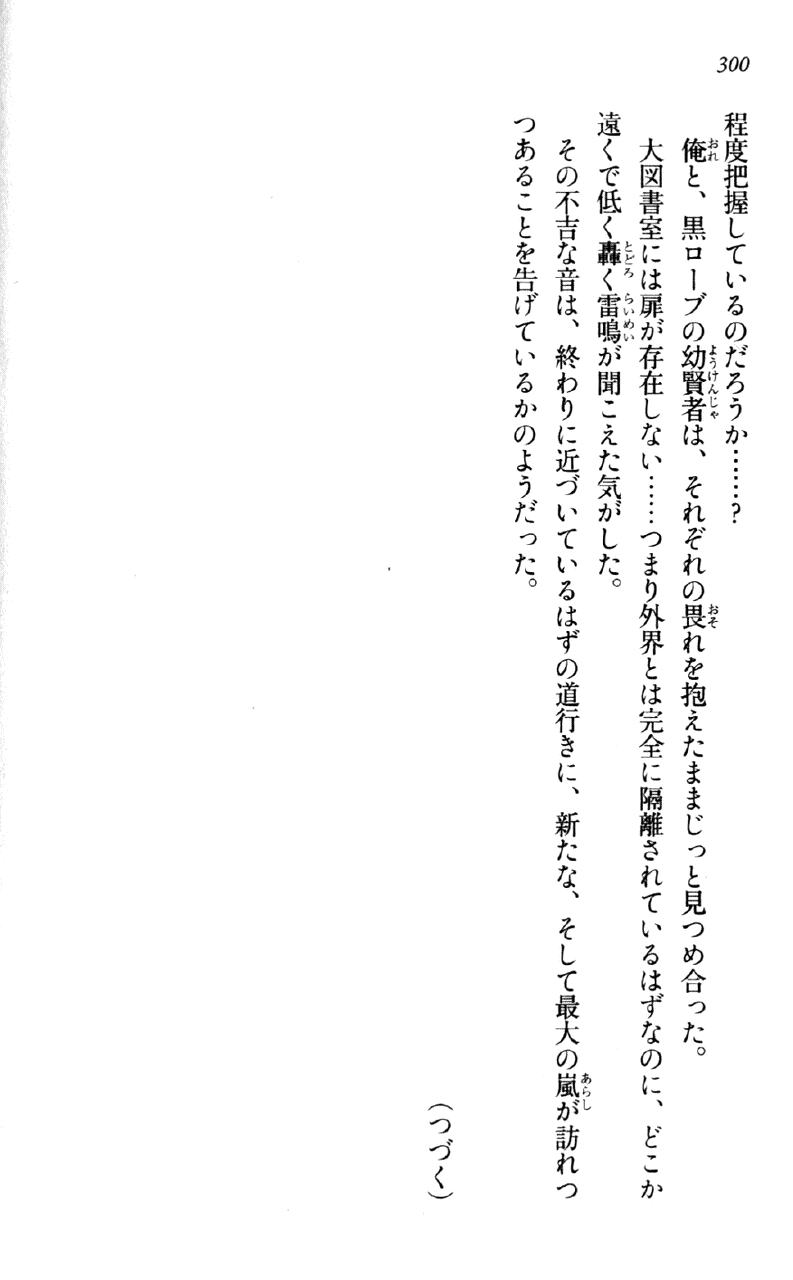 300
程度把握しているのだろうか……?
俺と、黒ローブの幼賢者は、それぞれの畏れを抱えたままじっと見つめ合った。
大図書室には扉が存在しない……つまり外界とは完全に隔離されているはずなのに、どこか
遠くで低く轟く雷鳴が聞こえた気がした。
その不吉な音は、終わりに近づいているはずの道行きに、新たな、そして最大の嵐が訪れつ
つあることを告げているかのようだった。
(つづく)